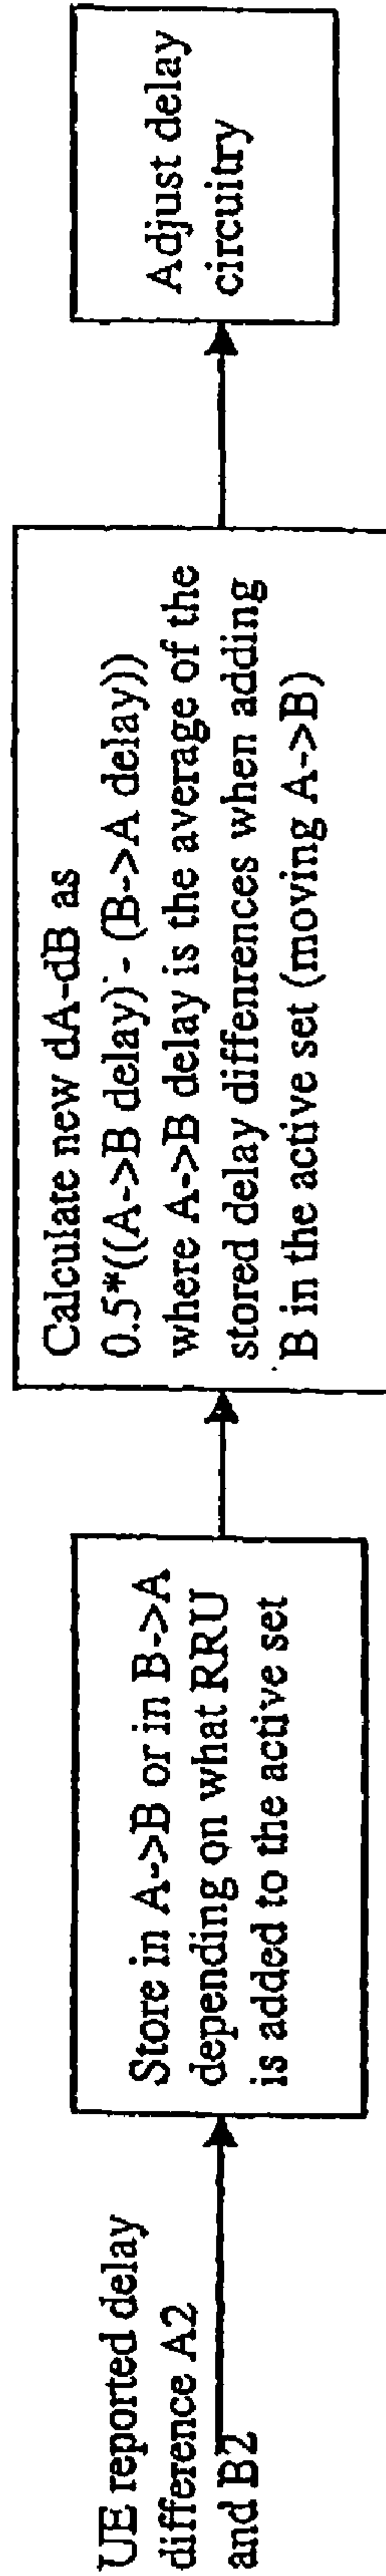 UE reported delay
difference A2
and B2
Store in A->B or in B->A
depending on what RRU
is added to the active set
Calculate new dA-dB as
0.5*((A->B delay) - (B->A delay))
where A->B delay is the average of the
stored delay diffenrences when adding
B in the active set (moving A->B)
Adjust delay
circuitry